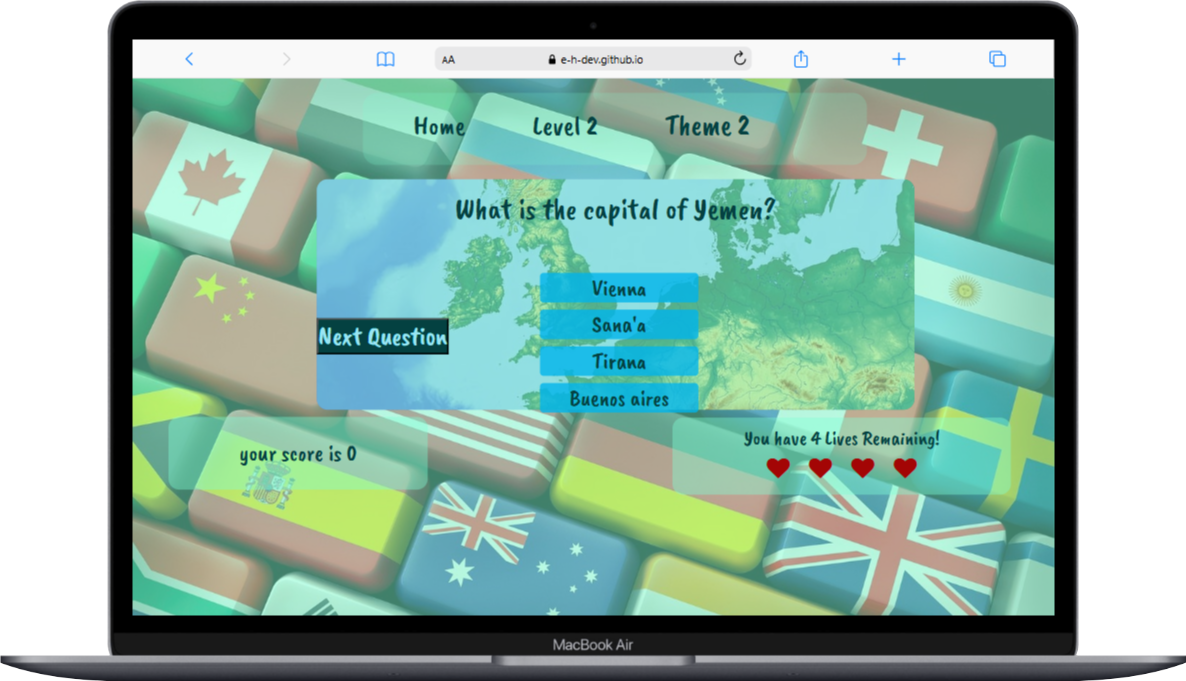 AA e-h-dev.github.io
Home Level 2 Theme 2
What is the capital of Yemen?
Vienna
Sana'a
Next Question
Tirana
Buenos aires
your score is 0
You have 4 Lives Remaining!
MacBook Air